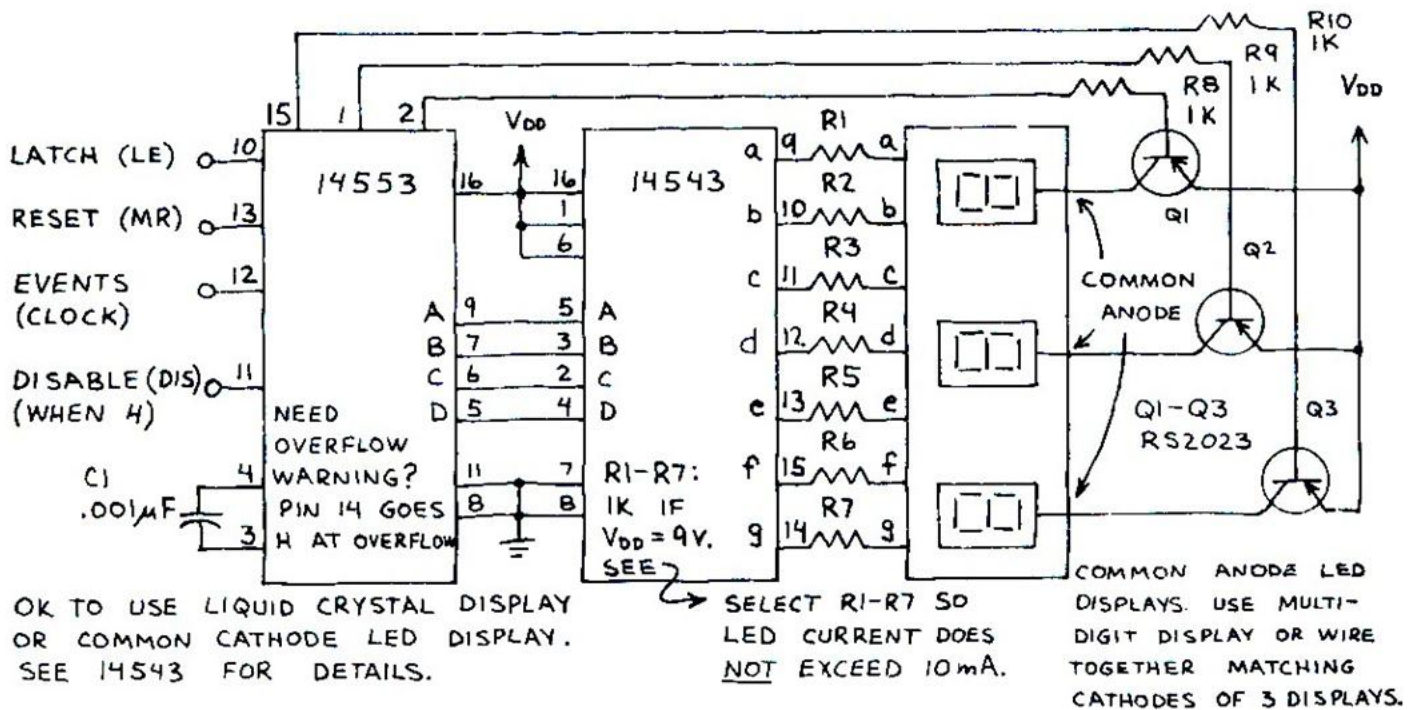 R10
1K
R9
1K
R8
1K
VDD
15
1
2
VDD
LATCH (LE)
10
14553
16
16
14543
RESET (MR)
13
1
6
EVENTS
(CLOCK)
12
DISABLE (DIS)
(WHEN H)
11
A
9
5
A
B
7
3
B
C
6
2
C
D
5
4
D
NEED
OVERFLOW
WARNING?
PIN 14 GOES
H AT OVERFLOW
C1
.001µF
4
3
11
7
8
8
R1-R7:
1K IF
VDD = 9V.
SEE
R1
a
9
a
R2
b
10
b
R3
c
11
c
R4
d
12
d
R5
e
13
e
R6
f
15
f
R7
g
14
g
COMMON
ANODE
Q1
Q2
Q3
Q1-Q3
RS2023
OK TO USE LIQUID CRYSTAL DISPLAY
OR COMMON CATHODE LED DISPLAY.
SEE 14543 FOR DETAILS.
SELECT R1-R7 SO
LED CURRENT DOES
NOT EXCEED 10mA.
COMMON ANODE LED
DISPLAYS. USE MULTI-
DIGIT DISPLAY OR WIRE
TOGETHER MATCHING
CATHODES OF 3 DISPLAYS.